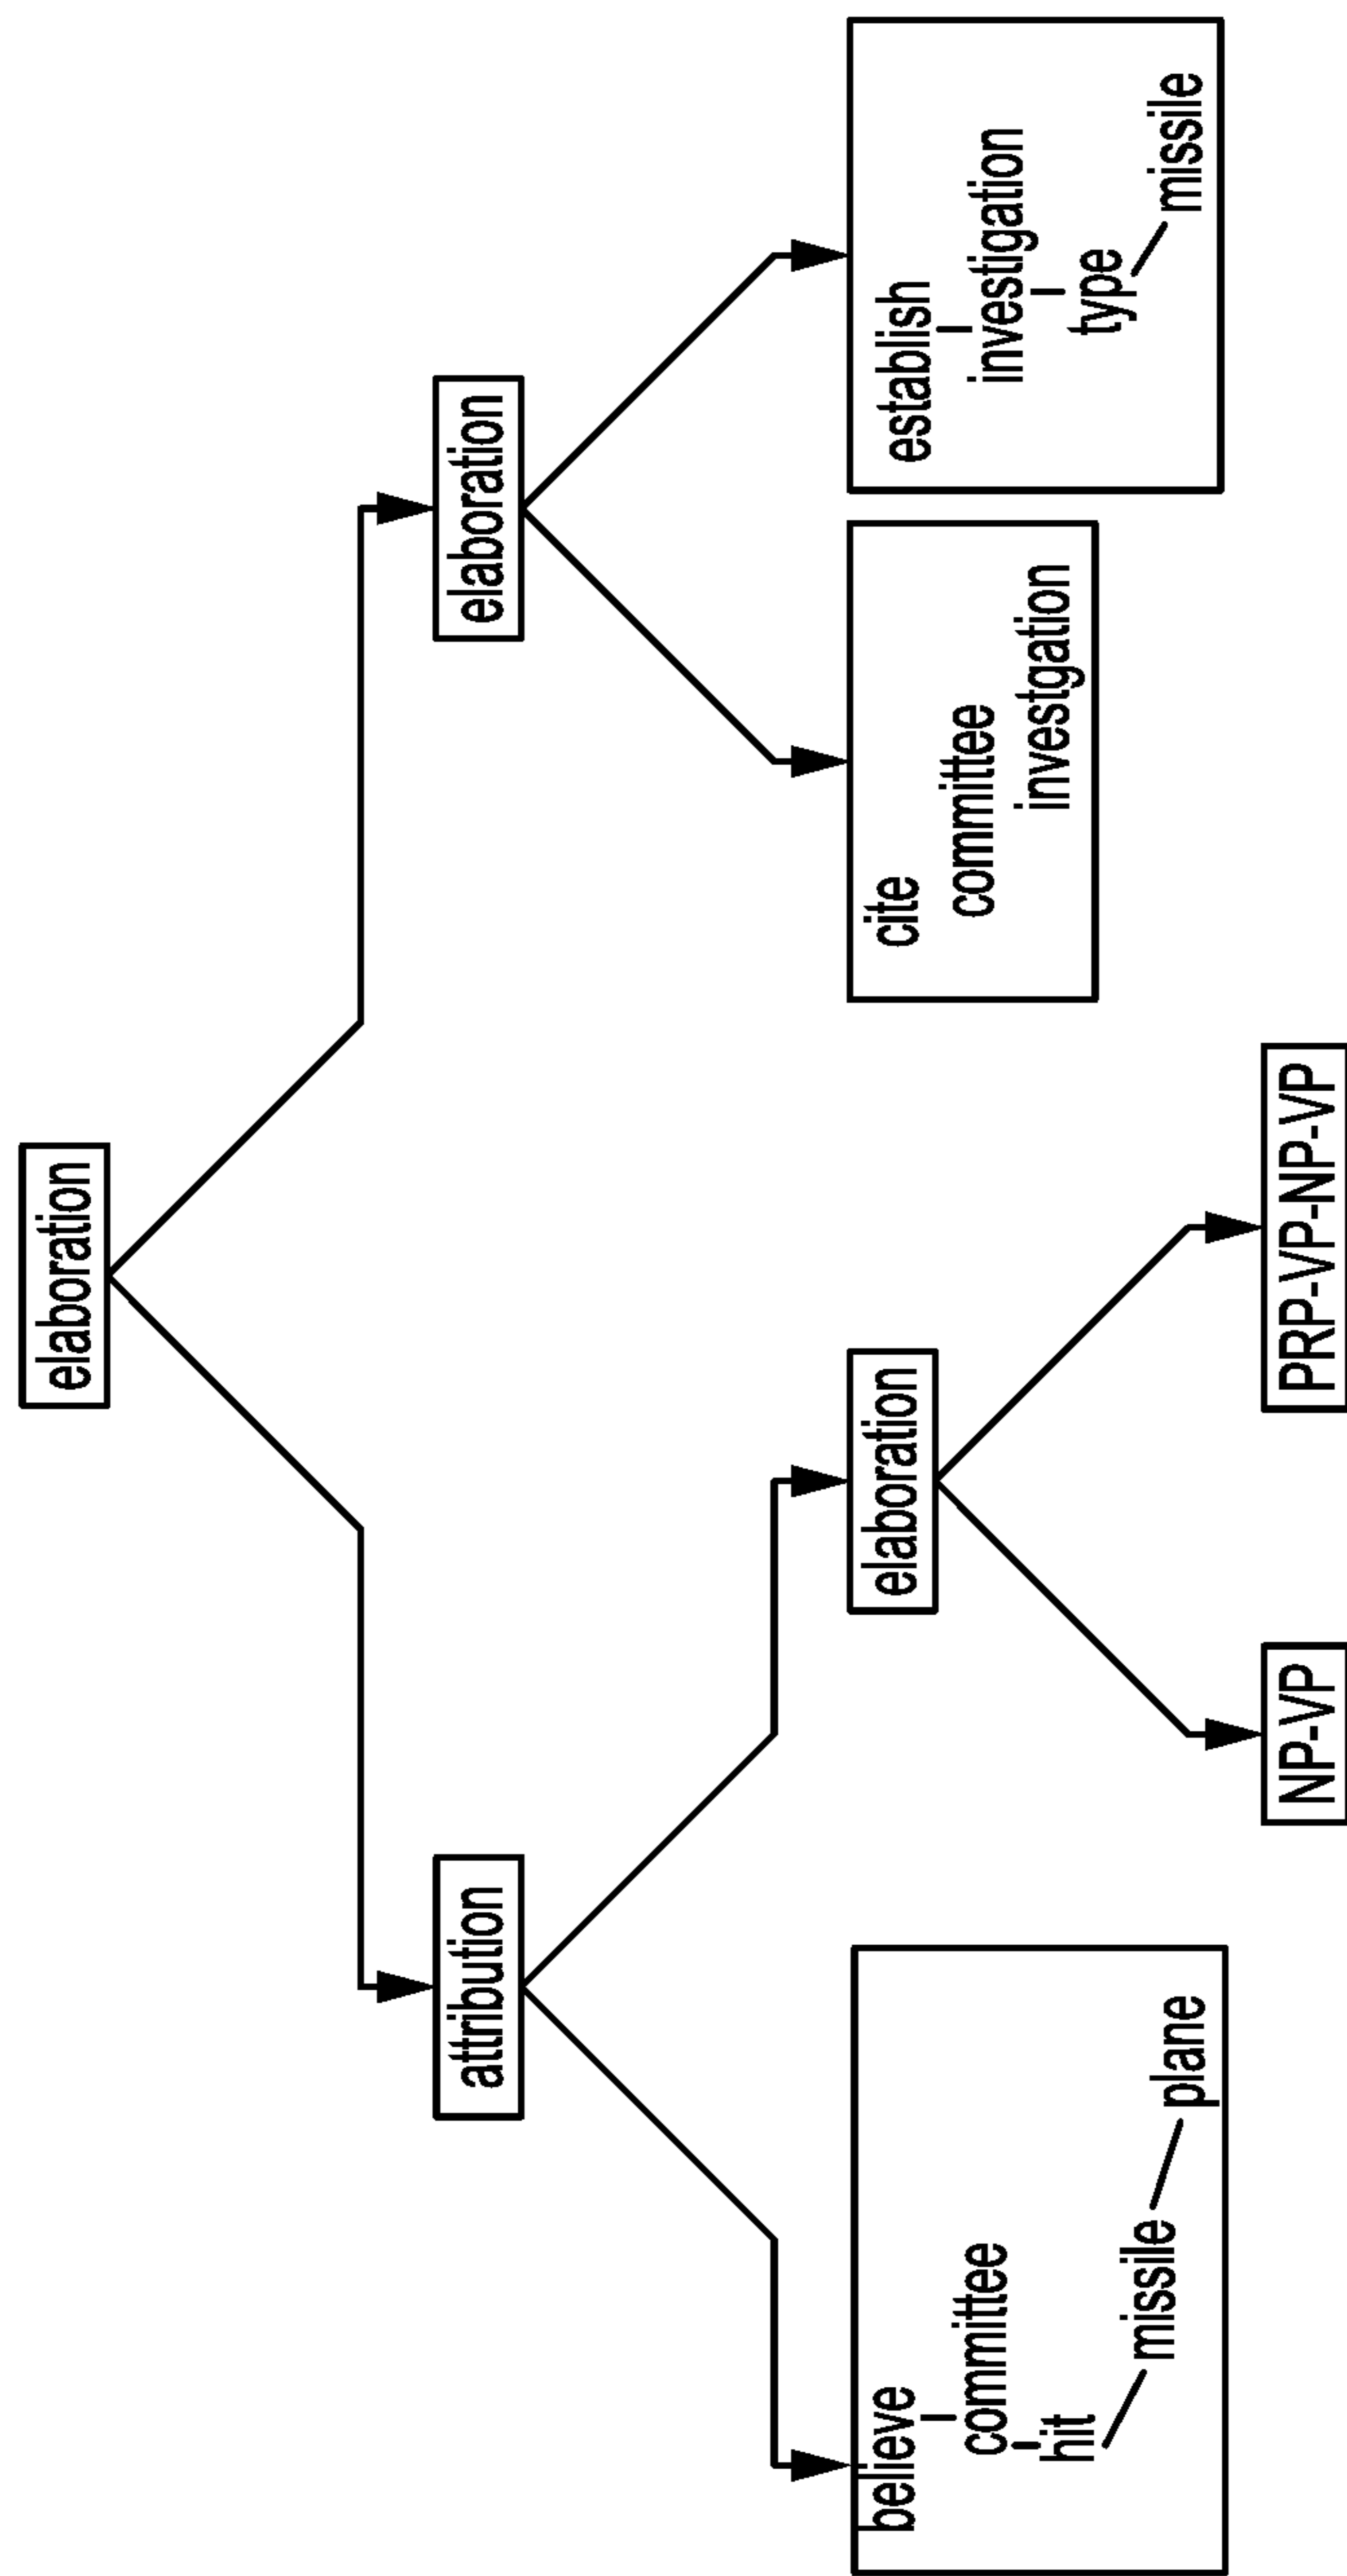 elaboration
attribution
elaboration
believe
committee
hit
missile
plane
elaboration
cite
committee
investgation
establish
investigation
type
missile
NP-VP
PRP-VP-NP-VP